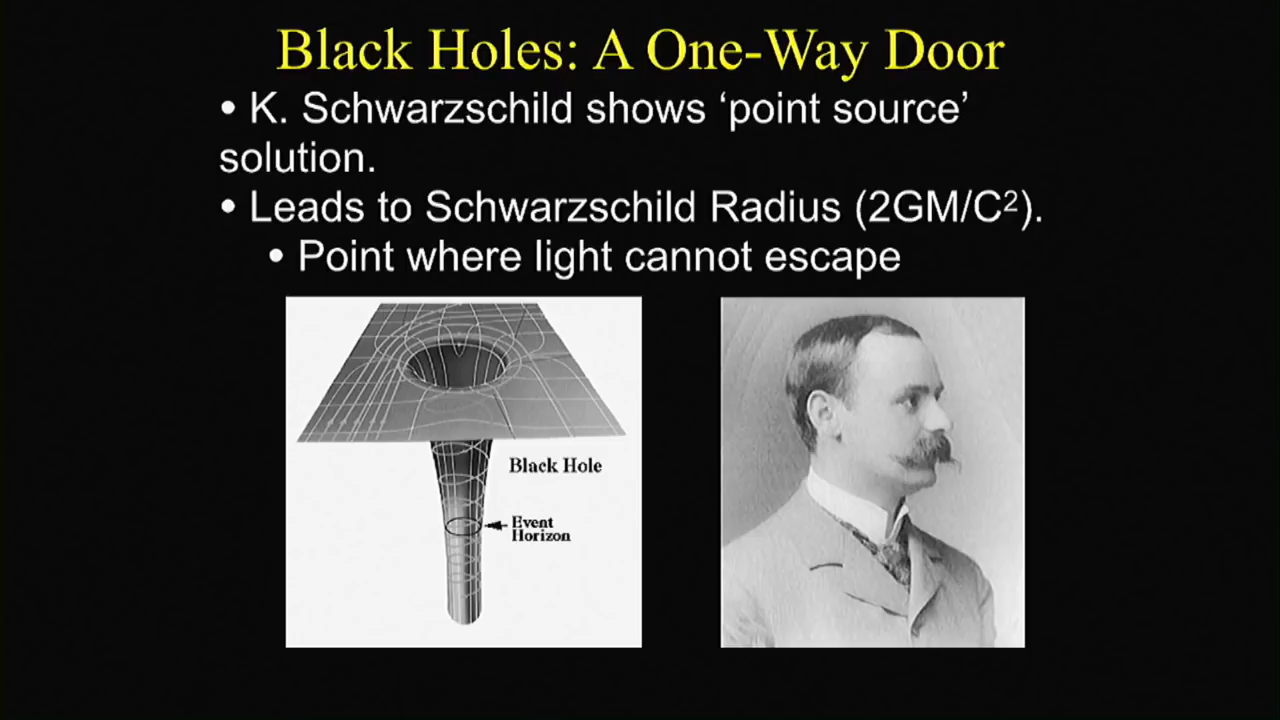 Black Holes: A One-Way Door
• K. Schwarzschild shows ‘point source’
solution.
• Leads to Schwarzschild Radius (2GM/C²).
• Point where light cannot escape
Black Hole
Event
Horizon